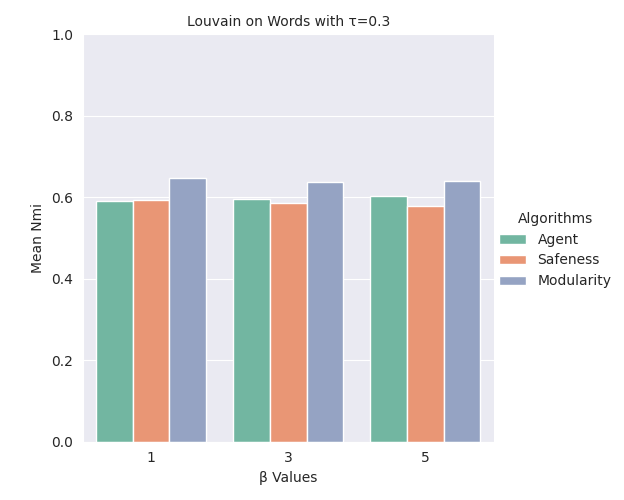 Louvain on Words with τ=0.3
1.0
0.8
0.6
0.4
0.2
0.0
Mean Nmi
1
3
5
β Values
Algorithms
Agent
Safeness
Modularity